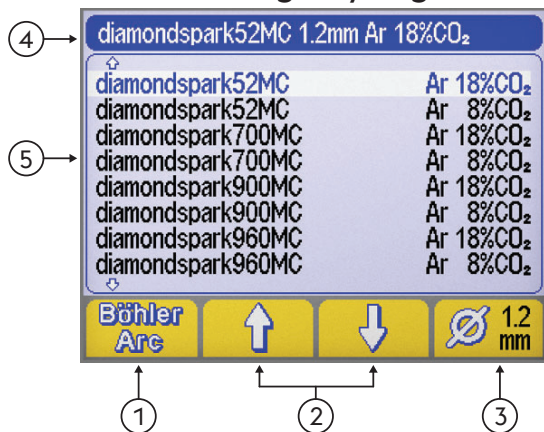 ④
diamondspark52MC 1.2mm Ar 18%CO₂
⑤
diamondspark52MC Ar 18%CO₂
diamondspark52MC Ar 8%CO₂
diamondspark700MC Ar 18%CO₂
diamondspark700MC Ar 8%CO₂
diamondspark900MC Ar 18%CO₂
diamondspark900MC Ar 8%CO₂
diamondspark960MC Ar 18%CO₂
diamondspark960MC Ar 8%CO₂
Böhler
Arc
Ø 1.2
mm
① ② ③